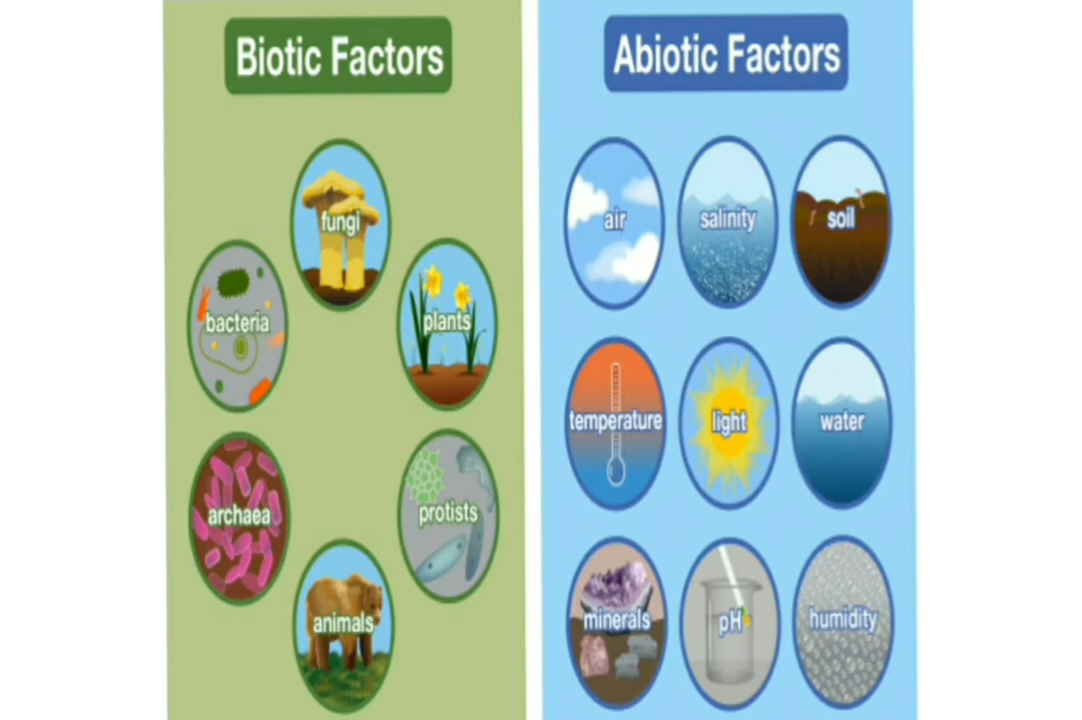 Biotic Factors
fungi
bacteria
plants
archaea
protists
animals
Abiotic Factors
air
salinity
soil
temperature
light
water
minerals
pH
humidity